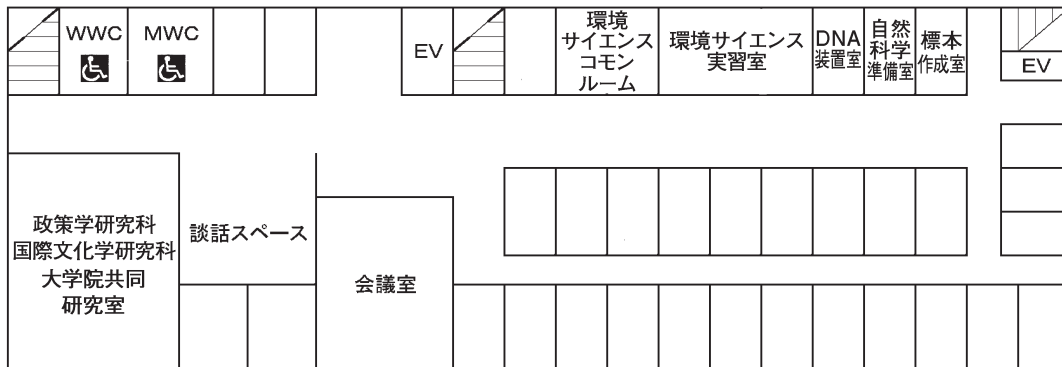 WWC
MWC
EV
環境
サイエンス
コモン
ルーム
環境サイエンス
実習室
DNA
装置室
自然
科学
準備室
標本
作成室
EV
政策学研究科
国際文化学研究科
大学院共同
研究室
談話スペース
会議室